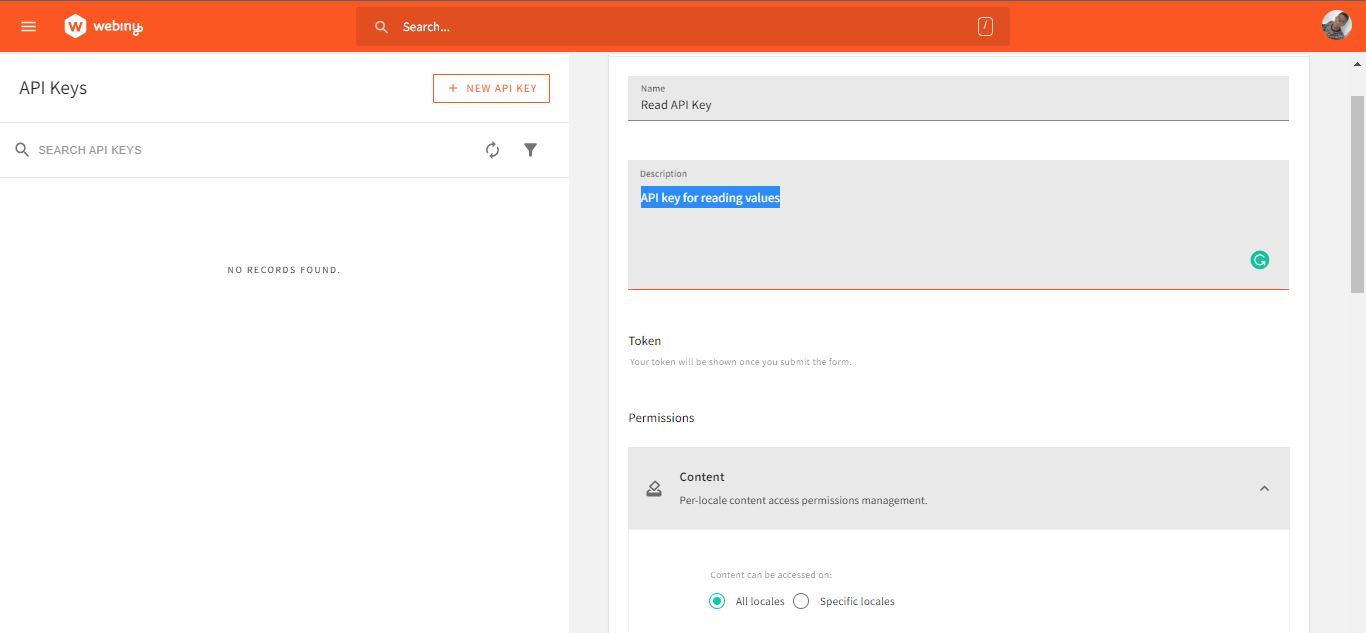 webiny
Search...
/
API Keys
+ NEW API KEY
SEARCH API KEYS
NO RECORDS FOUND.
Name
Read API Key
Description
API key for reading values
Token
Your token will be shown once you submit the form.
Permissions
Content
Per-locale content access permissions management.
Content can be accessed on:
All locales
Specific locales